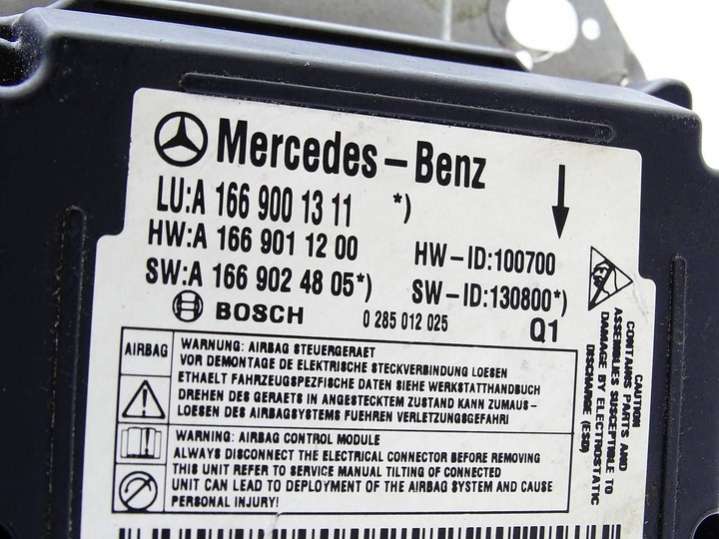 Mercedes-Benz
LU:A 166 900 13 11 *)
HW:A 166 901 12 00 HW-ID:100700
SW:A 166 902 48 05*) SW-ID:130800*)
BOSCH 0 285 012 025 Q1
AIRBAG
WARNUNG: AIRBAG STEUERGERAET
VOR DEMONTAGE DE ELEKTRISCHE STECKVERBINDUNG LOESEN
ETHAELT FAHRZEUGSPEZFISCHE DATEN SIEHE WERKSTATTHANDBUCH
DREHEN DES GERAETS IN ANGESTECKTEM ZUSTAND KANN ZUMAUS-
LOESEN DES AIRBAGSYSTEMS FUEHREN VERLETZUNGSGEFAHRI
WARNING: AIRBAG CONTROL MODULE
ALWAYS DISCONNECT THE ELECTRICAL CONNECTOR BEFORE REMOVING
THIS UNIT REFER TO SERVICE MANUAL TILTING OF CONNECTED
UNIT CAN LEAD TO DEPLOYMENT OF THE AIRBAG SYSTEM AND CAUSE
PERSONAL INJURY!
CAUTION
CONTAINS PARTS AND
ASSEMBLIES SUSCEPTIBLE TO
DAMAGE BY ELECTROSTATIC
DISCHARGE (ESD)